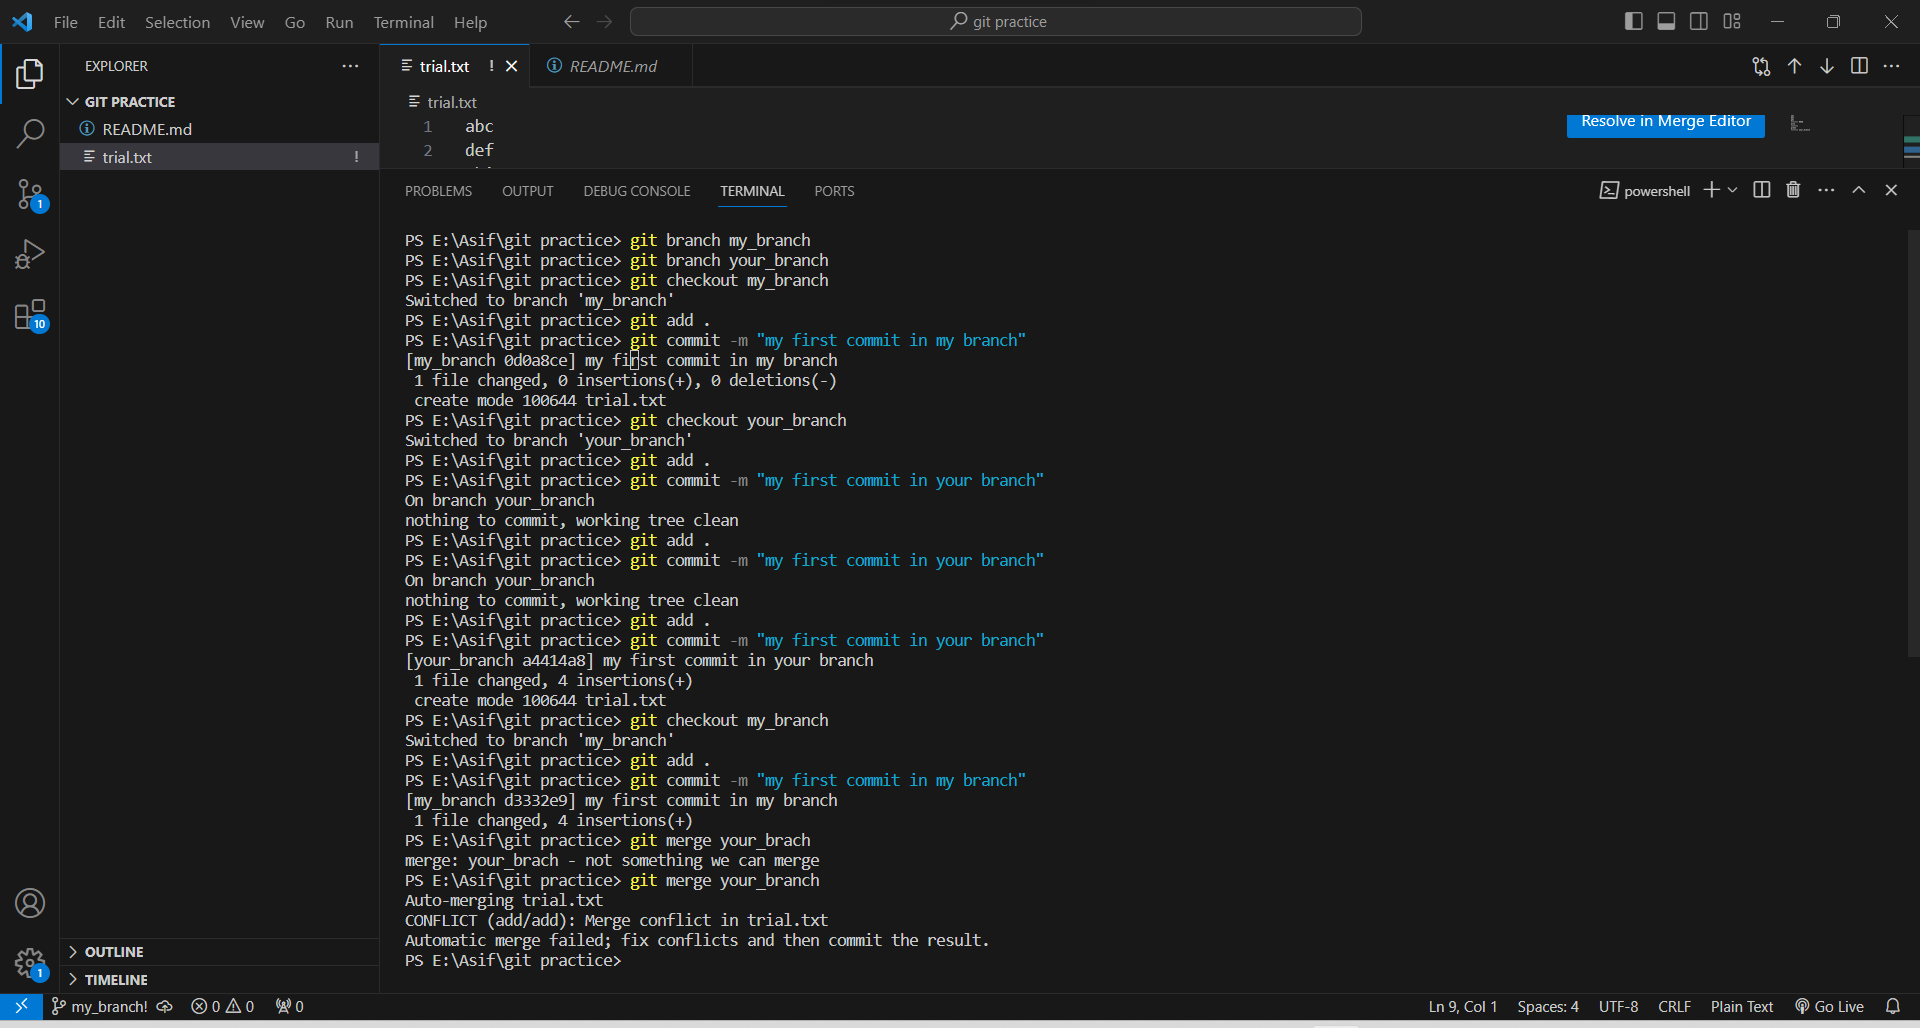 File Edit Selection View Go Run Terminal Help
git practice
EXPLORER
GIT PRACTICE
README.md
trial.txt !
1
10
1
OUTLINE
TIMELINE
trial.txt !
README.md
trial.txt
1 abc
2 def
Resolve in Merge Editor
PROBLEMS OUTPUT DEBUG CONSOLE TERMINAL PORTS
powershell
PS E:\Asif\git practice> git branch my_branch
PS E:\Asif\git practice> git branch your_branch
PS E:\Asif\git practice> git checkout my_branch
Switched to branch 'my_branch'
PS E:\Asif\git practice> git add .
PS E:\Asif\git practice> git commit -m "my first commit in my branch"
[my_branch 0d0a8ce] my first commit in my branch
1 file changed, 0 insertions(+), 0 deletions(-)
create mode 100644 trial.txt
PS E:\Asif\git practice> git checkout your_branch
Switched to branch 'your_branch'
PS E:\Asif\git practice> git add .
PS E:\Asif\git practice> git commit -m "my first commit in your branch"
On branch your_branch
nothing to commit, working tree clean
PS E:\Asif\git practice> git add .
PS E:\Asif\git practice> git commit -m "my first commit in your branch"
On branch your_branch
nothing to commit, working tree clean
PS E:\Asif\git practice> git add .
PS E:\Asif\git practice> git commit -m "my first commit in your branch"
[your_branch a4414a8] my first commit in your branch
1 file changed, 4 insertions(+)
create mode 100644 trial.txt
PS E:\Asif\git practice> git checkout my_branch
Switched to branch 'my_branch'
PS E:\Asif\git practice> git add .
PS E:\Asif\git practice> git commit -m "my first commit in my branch"
[my_branch d3332e9] my first commit in my branch
1 file changed, 4 insertions(+)
PS E:\Asif\git practice> git merge your_brach
merge: your_brach - not something we can merge
PS E:\Asif\git practice> git merge your_branch
Auto-merging trial.txt
CONFLICT (add/add): Merge conflict in trial.txt
Automatic merge failed; fix conflicts and then commit the result.
PS E:\Asif\git practice>
my_branch! 0 0 0 Ln 9, Col 1 Spaces: 4 UTF-8 CRLF Plain Text Go Live